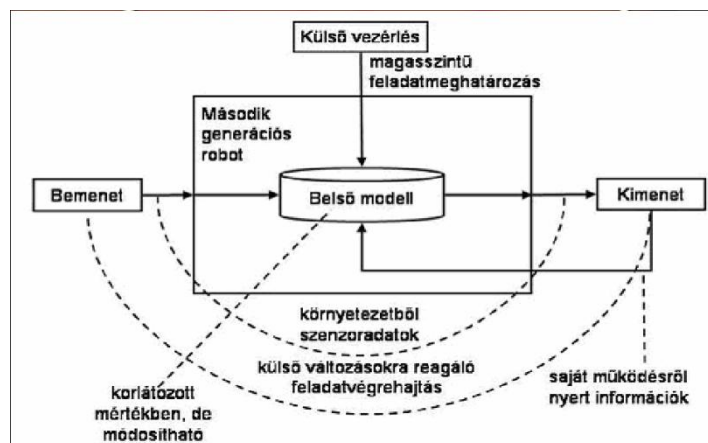 Külső vezérlés
magasszintű
feladatmeghatározás
Második
generációs
robot
Bemenet
Belső modell
Kimenet
környetezetből
szenzoradatok
külső változásokra reagáló
feladatvégrehajtás
korlátozott
mértékben, de
módosítható
saját működésről
nyert információk